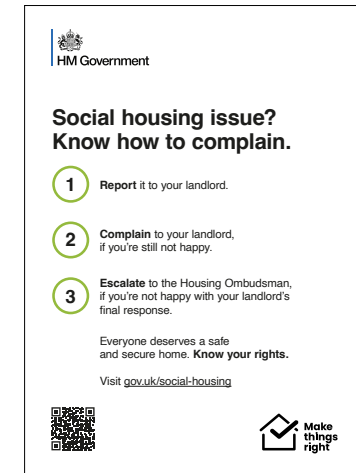 HM Government
Social housing issue?
Know how to complain.
1
Report it to your landlord.
2
Complain to your landlord,
if you're still not happy.
3
Escalate to the Housing Ombudsman,
if you're not happy with your landlord's
final response.
Everyone deserves a safe
and secure home. Know your rights.
Visit gov.uk/social-housing
Make
things
right